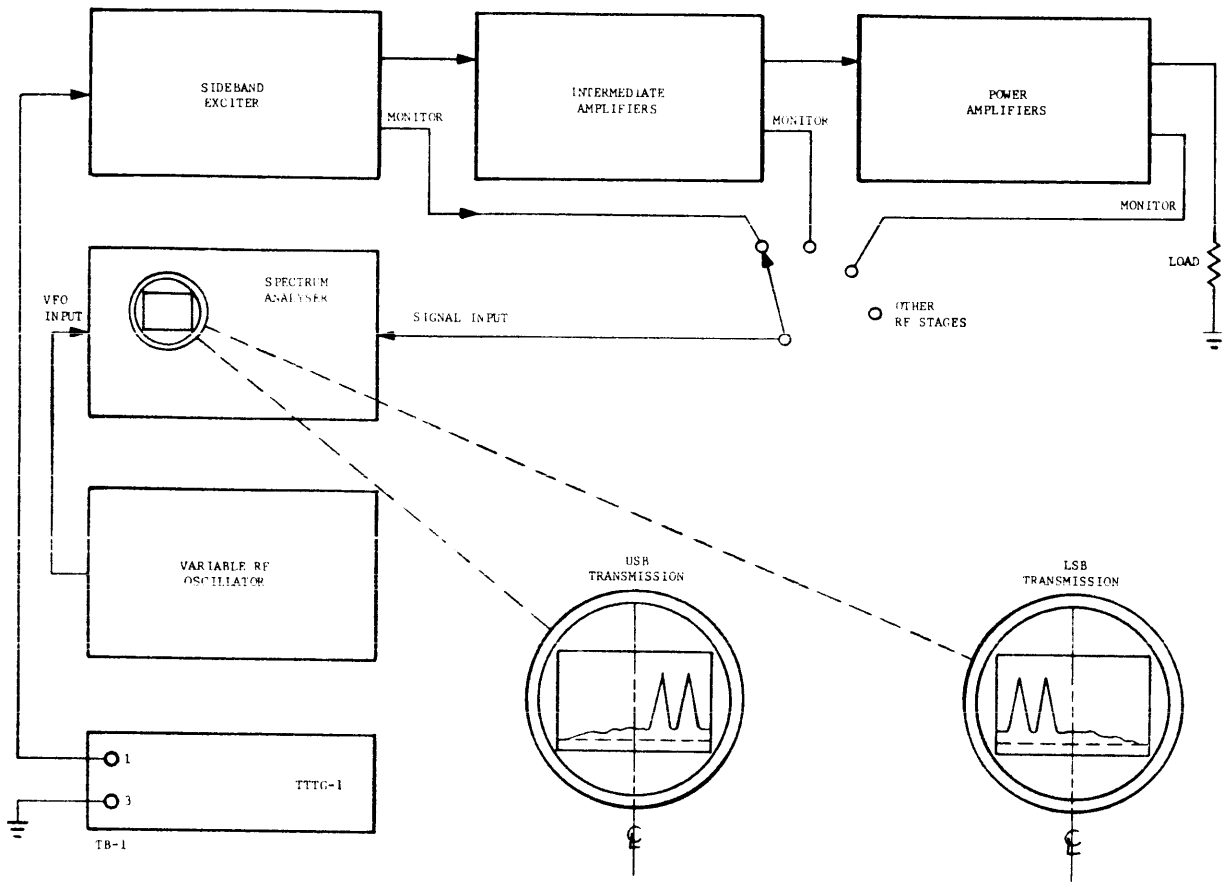 SIDEBAND
EXCITER
INTERMEDIATE
AMPLIFIERS
POWER
AMPLIFIERS
MONITOR
MONITOR
MONITOR
LOAD
SPECTRUM
ANALYSER
VFO
INPUT
SIGNAL INPUT
OTHER
RF STAGES
VARIABLE RF
OSCILLATOR
USB
TRANSMISSION
LSB
TRANSMISSION
1
TTTG-1
3
TB-1
℄
℄